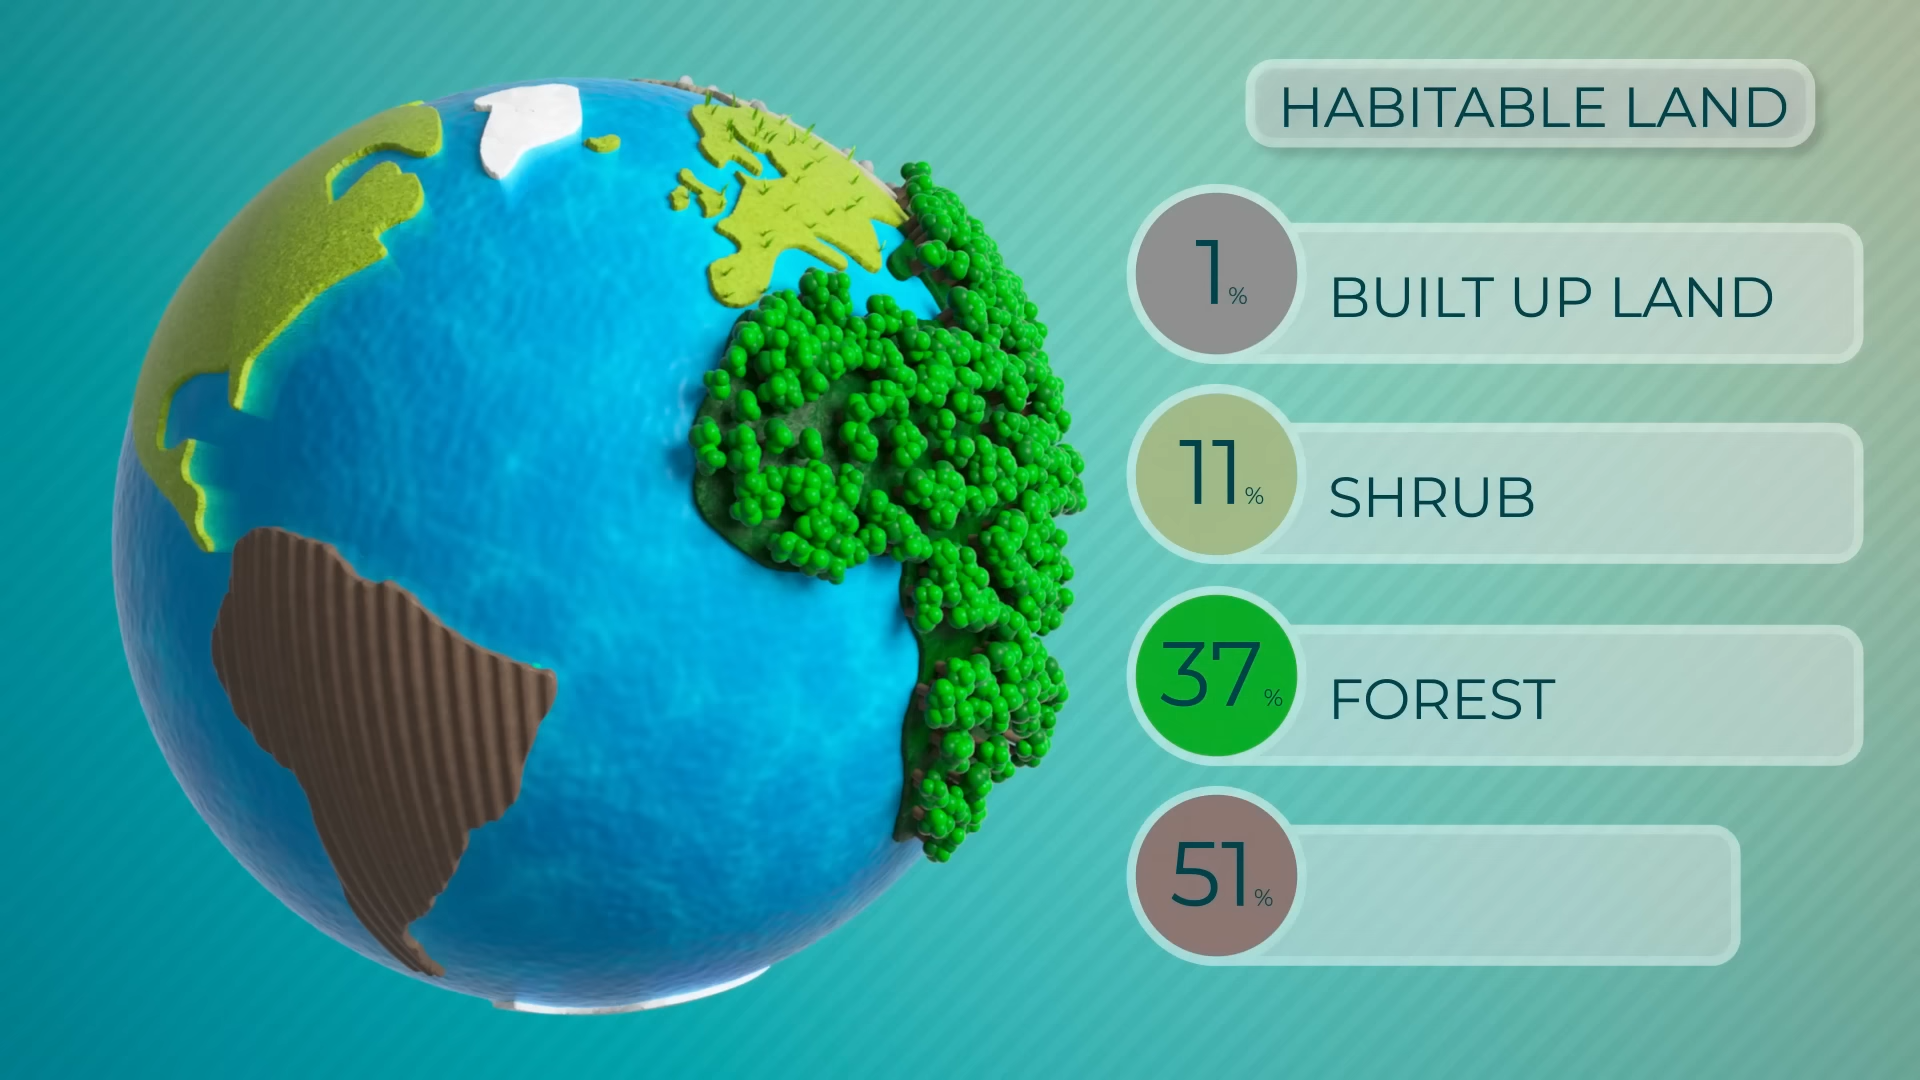 HABITABLE LAND
1%
BUILT UP LAND
11%
SHRUB
37%
FOREST
51%